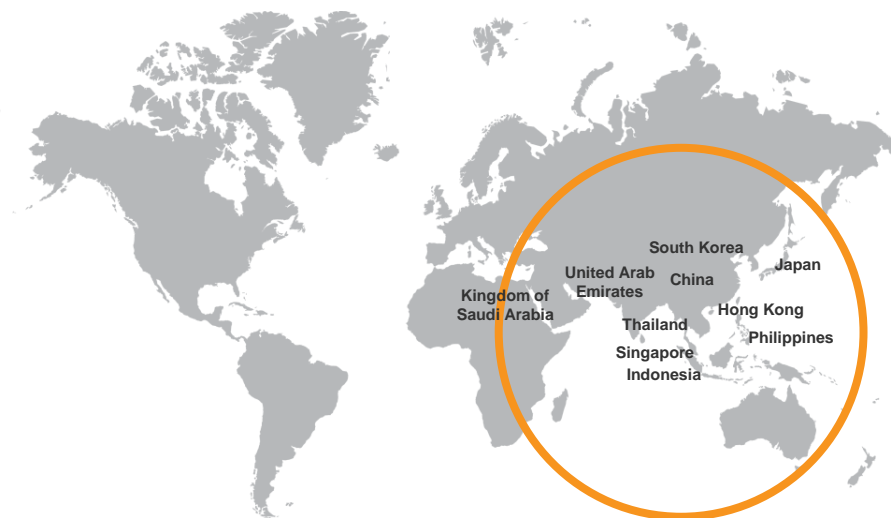 South Korea
Japan
United Arab
Emirates
China
Kingdom of
Saudi Arabia
Hong Kong
Thailand
Philippines
Singapore
Indonesia